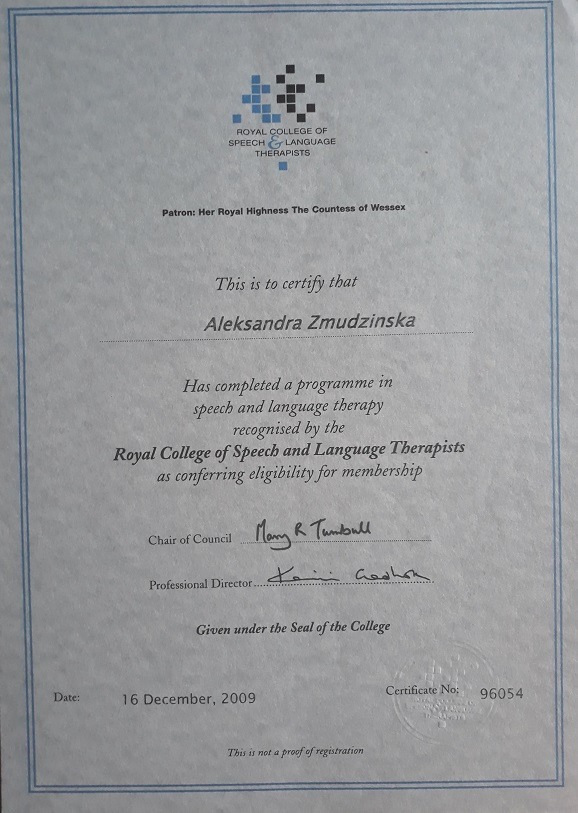 ROYAL COLLEGE OF
SPEECH & LANGUAGE
THERAPISTS
Patron: Her Royal Highness The Countess of Wessex
This is to certify that
Aleksandra Zmudzinska
Has completed a programme in
speech and language therapy
recognised by the
Royal College of Speech and Language Therapists
as conferring eligibility for membership
Chair of Council Mary R Turnbull
Professional Director
Given under the Seal of the College
Date: 16 December, 2009 Certificate No: 96054
This is not a proof of registration